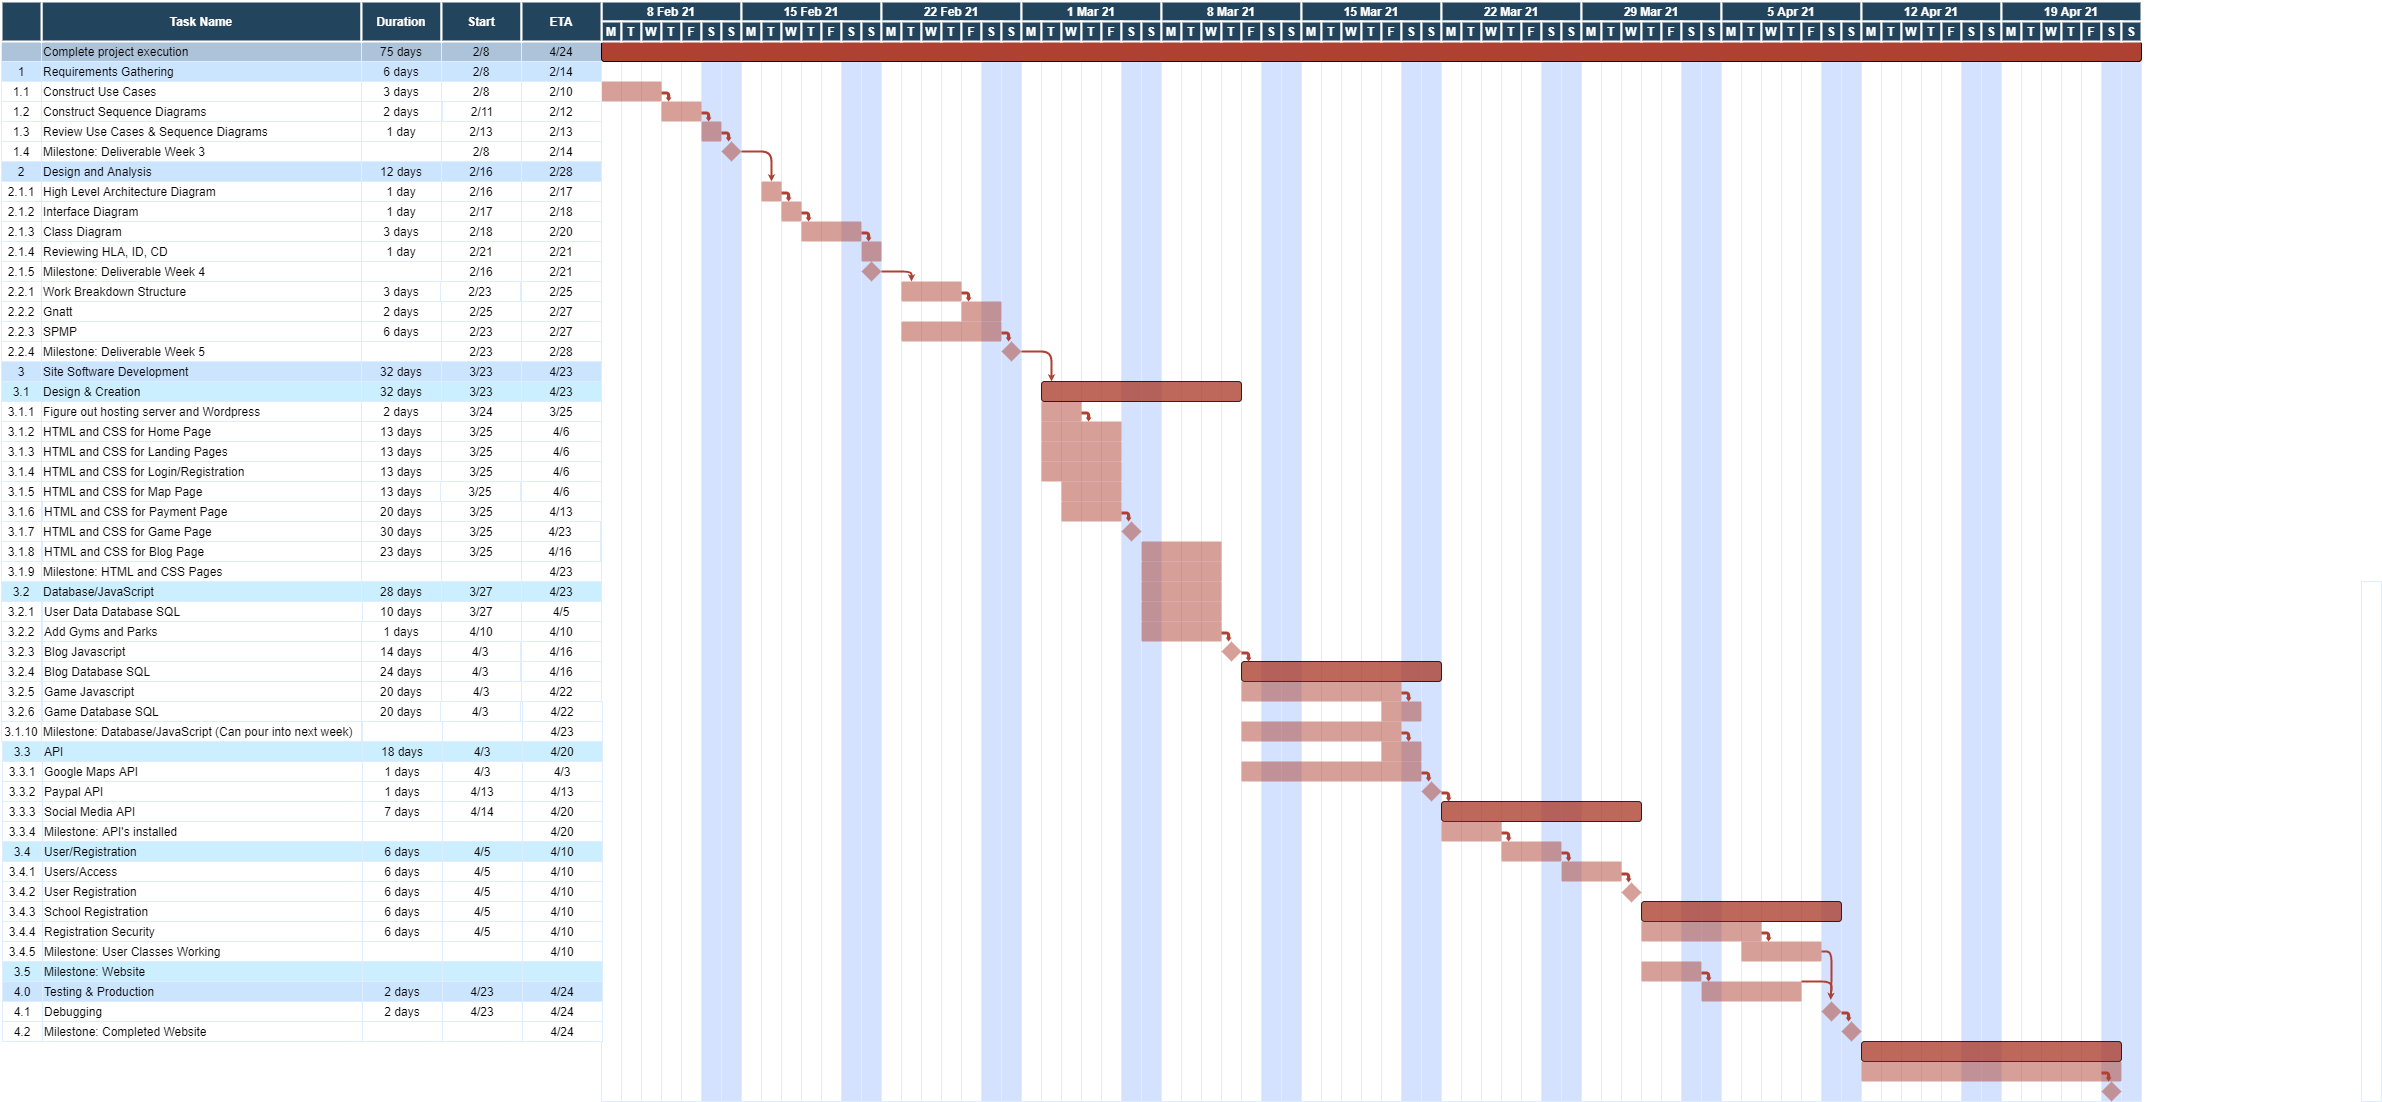 Task Name Duration Start ETA 8 Feb 21 15 Feb 21 22 Feb 21 1 Mar 21 8 Mar 21 15 Mar 21 22 Mar 21 29 Mar 21 5 Apr 21 12 Apr 21 19 Apr 21
M T W T F S S M T W T F S S M T W T F S S M T W T F S S M T W T F S S M T W T F S S M T W T F S S M T W T F S S M T W T F S S M T W T F S S M T W T F S S
Complete project execution 75 days 2/8 4/24
1 Requirements Gathering 6 days 2/8 2/14
1.1 Construct Use Cases 3 days 2/8 2/10
1.2 Construct Sequence Diagrams 2 days 2/11 2/12
1.3 Review Use Cases & Sequence Diagrams 1 day 2/13 2/13
1.4 Milestone: Deliverable Week 3 2/8 2/14
2 Design and Analysis 12 days 2/16 2/28
2.1.1 High Level Architecture Diagram 1 day 2/16 2/17
2.1.2 Interface Diagram 1 day 2/17 2/18
2.1.3 Class Diagram 3 days 2/18 2/20
2.1.4 Reviewing HLA, ID, CD 1 day 2/21 2/21
2.1.5 Milestone: Deliverable Week 4 2/16 2/21
2.2.1 Work Breakdown Structure 3 days 2/23 2/25
2.2.2 Gnatt 2 days 2/25 2/27
2.2.3 SPMP 6 days 2/23 2/27
2.2.4 Milestone: Deliverable Week 5 2/23 2/28
3 Site Software Development 32 days 3/23 4/23
3.1 Design & Creation 32 days 3/23 4/23
3.1.1 Figure out hosting server and Wordpress 2 days 3/24 3/25
3.1.2 HTML and CSS for Home Page 13 days 3/25 4/6
3.1.3 HTML and CSS for Landing Pages 13 days 3/25 4/6
3.1.4 HTML and CSS for Login/Registration 13 days 3/25 4/6
3.1.5 HTML and CSS for Map Page 13 days 3/25 4/6
3.1.6 HTML and CSS for Payment Page 20 days 3/25 4/13
3.1.7 HTML and CSS for Game Page 30 days 3/25 4/23
3.1.8 HTML and CSS for Blog Page 23 days 3/25 4/16
3.1.9 Milestone: HTML and CSS Pages 4/23
3.2 Database/JavaScript 28 days 3/27 4/23
3.2.1 User Data Database SQL 10 days 3/27 4/5
3.2.2 Add Gyms and Parks 1 days 4/10 4/10
3.2.3 Blog Javascript 14 days 4/3 4/16
3.2.4 Blog Database SQL 24 days 4/3 4/16
3.2.5 Game Javascript 20 days 4/3 4/22
3.2.6 Game Database SQL 20 days 4/3 4/22
3.1.10 Milestone: Database/JavaScript (Can pour into next week) 4/23
3.3 API 18 days 4/3 4/20
3.3.1 Google Maps API 1 days 4/3 4/3
3.3.2 Paypal API 1 days 4/13 4/13
3.3.3 Social Media API 7 days 4/14 4/20
3.3.4 Milestone: API's installed 4/20
3.4 User/Registration 6 days 4/5 4/10
3.4.1 Users/Access 6 days 4/5 4/10
3.4.2 User Registration 6 days 4/5 4/10
3.4.3 School Registration 6 days 4/5 4/10
3.4.4 Registration Security 6 days 4/5 4/10
3.4.5 Milestone: User Classes Working 4/10
3.5 Milestone: Website
4.0 Testing & Production 2 days 4/23 4/24
4.1 Debugging 2 days 4/23 4/24
4.2 Milestone: Completed Website 4/24